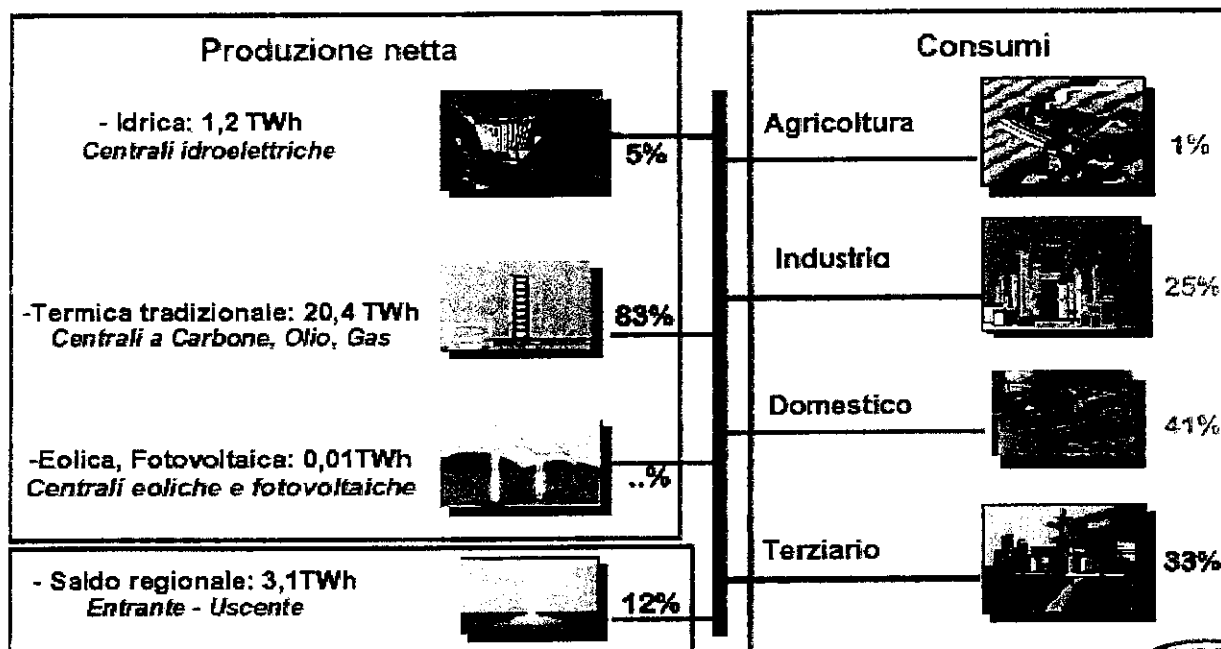 Produzione netta
- Idrica: 1,2 TWh
Centrali idroelettriche
5%
-Termica tradizionale: 20,4 TWh
Centrali a Carbone, Olio, Gas
83%
-Eolica, Fotovoltaica: 0,01TWh
Centrali eoliche e fotovoltaiche
..%
- Saldo regionale: 3,1TWh
Entrante - Uscente
12%
Consumi
Agricoltura
1%
Industria
25%
Domestico
41%
Terziario
33%